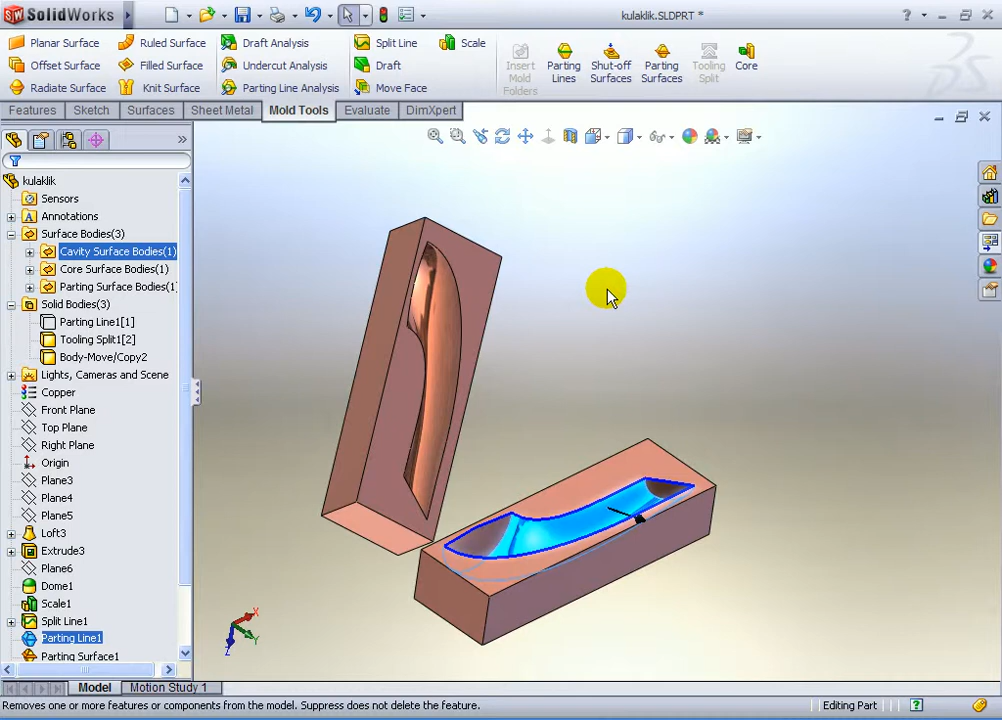 SW SolidWorks
kulaklik.SLDPRT *
?
Planar Surface
Ruled Surface
Draft Analysis
Split Line
Scale
Offset Surface
Filled Surface
Undercut Analysis
Draft
Radiate Surface
Knit Surface
Parting Line Analysis
Move Face
Insert Mold Folders
Parting Lines
Shut-off Surfaces
Parting Surfaces
Tooling Split
Core
Features
Sketch
Surfaces
Sheet Metal
Mold Tools
Evaluate
DimXpert
kulaklik
Sensors
A Annotations
Surface Bodies(3)
Cavity Surface Bodies(1)
Core Surface Bodies(1)
Parting Surface Bodies(1)
Solid Bodies(3)
Parting Line1[1]
Tooling Split1[2]
Body-Move/Copy2
Lights, Cameras and Scene
Copper
Front Plane
Top Plane
Right Plane
Origin
Plane3
Plane4
Plane5
Loft3
Extrude3
Plane6
Dome1
Scale1
Split Line1
Parting Line1
Parting Surface1
X
Y
Z
Model
Motion Study 1
Removes one or more features or components from the model. Suppress does not delete the feature.
Editing Part
?